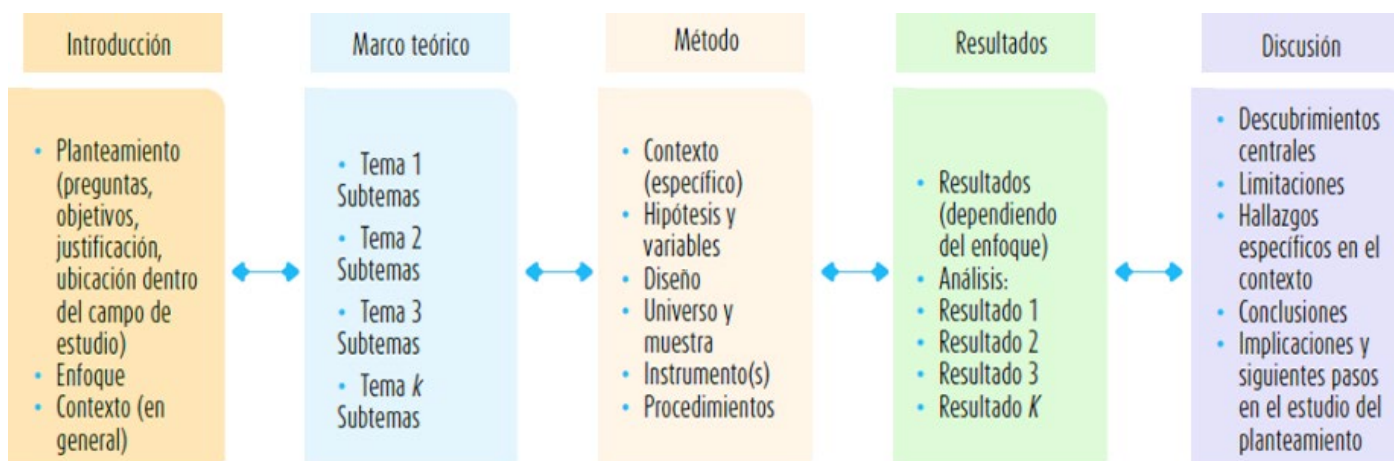 Introducción
• Planteamiento
(preguntas,
objetivos,
justificación,
ubicación dentro
del campo de
estudio)
• Enfoque
• Contexto (en
general)
Marco teórico
• Tema 1
Subtemas
• Tema 2
Subtemas
• Tema 3
Subtemas
• Tema k
Subtemas
Método
• Contexto
(específico)
• Hipótesis y
variables
• Diseño
• Universo y
muestra
• Instrumento(s)
• Procedimientos
Resultados
• Resultados
(dependiendo
del enfoque)
• Análisis:
• Resultado 1
• Resultado 2
• Resultado 3
• Resultado K
Discusión
• Descubrimientos
centrales
• Limitaciones
• Hallazgos
específicos en el
contexto
• Conclusiones
• Implicaciones y
siguientes pasos
en el estudio del
planteamiento